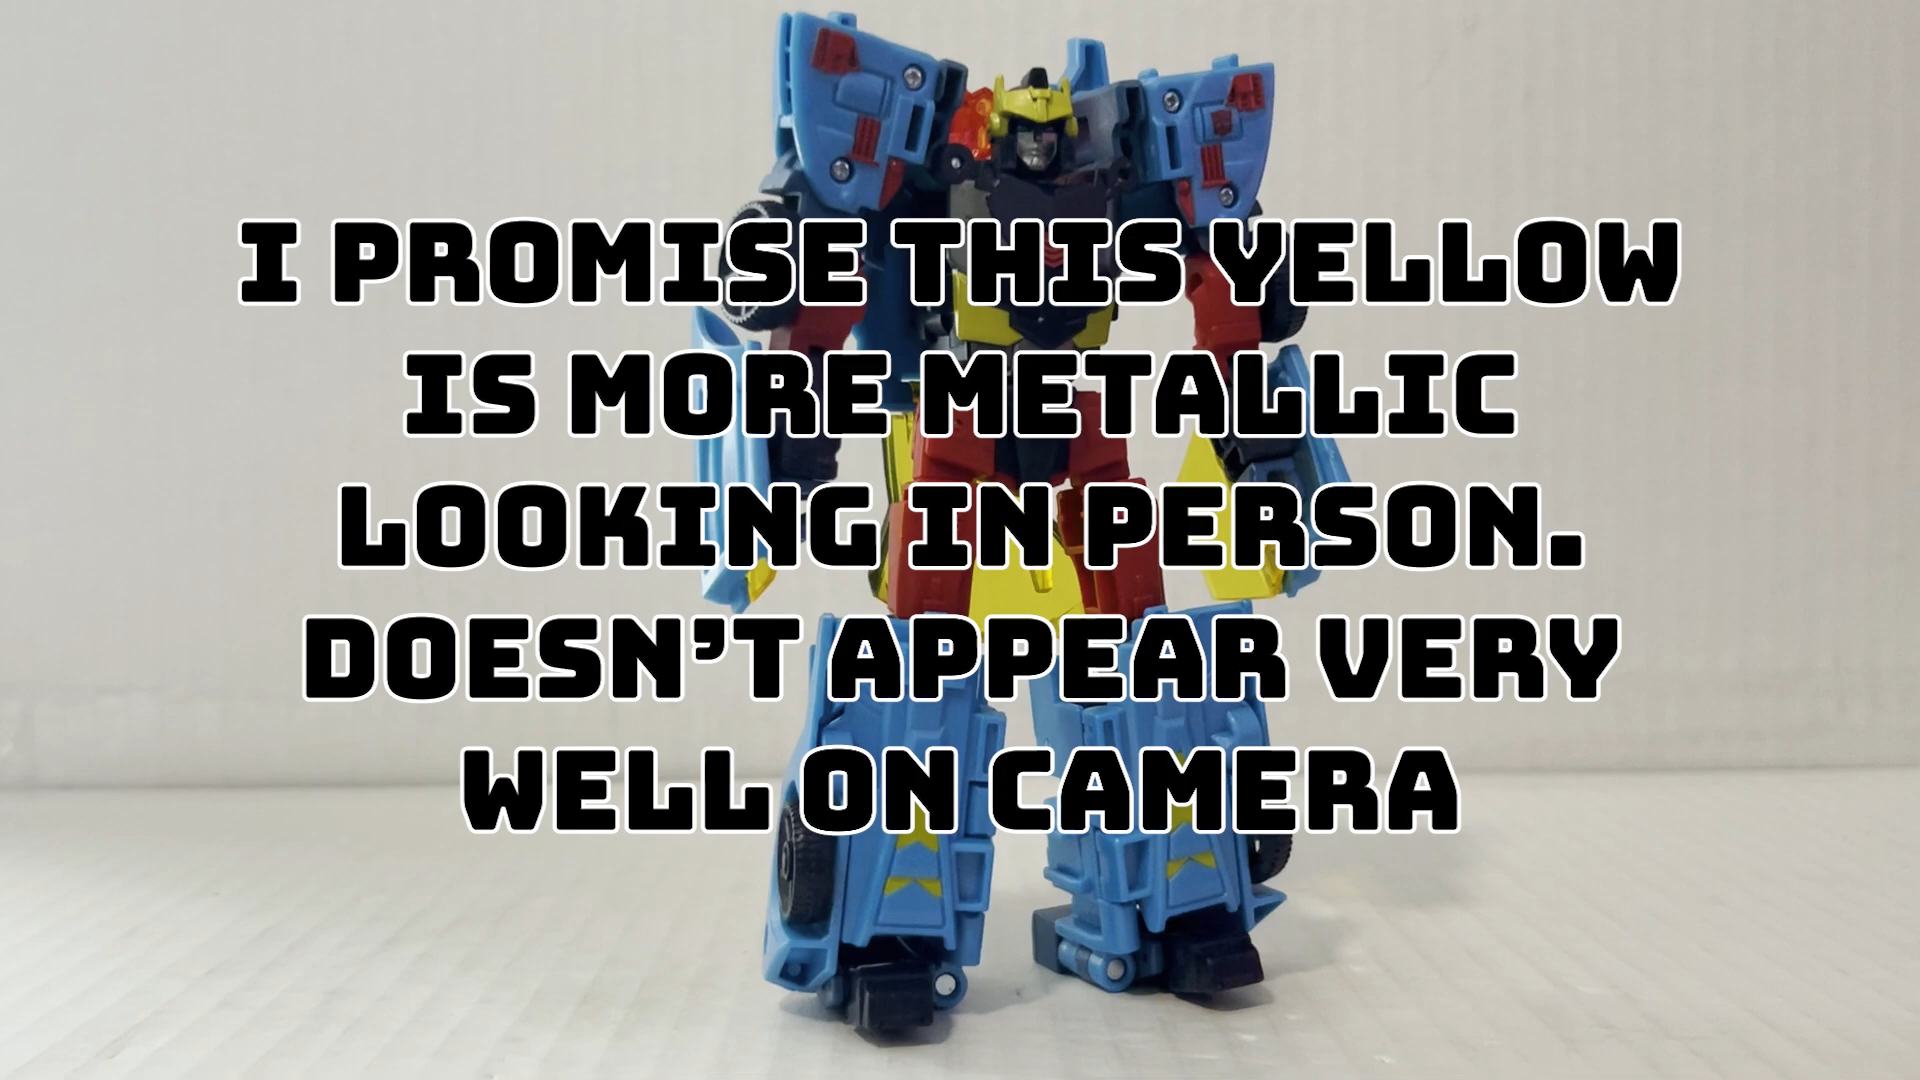 I PROMISE THIS YELLOW
IS MORE METALLIC
LOOKING IN PERSON.
DOESN'T APPEAR VERY
WELL ON CAMERA